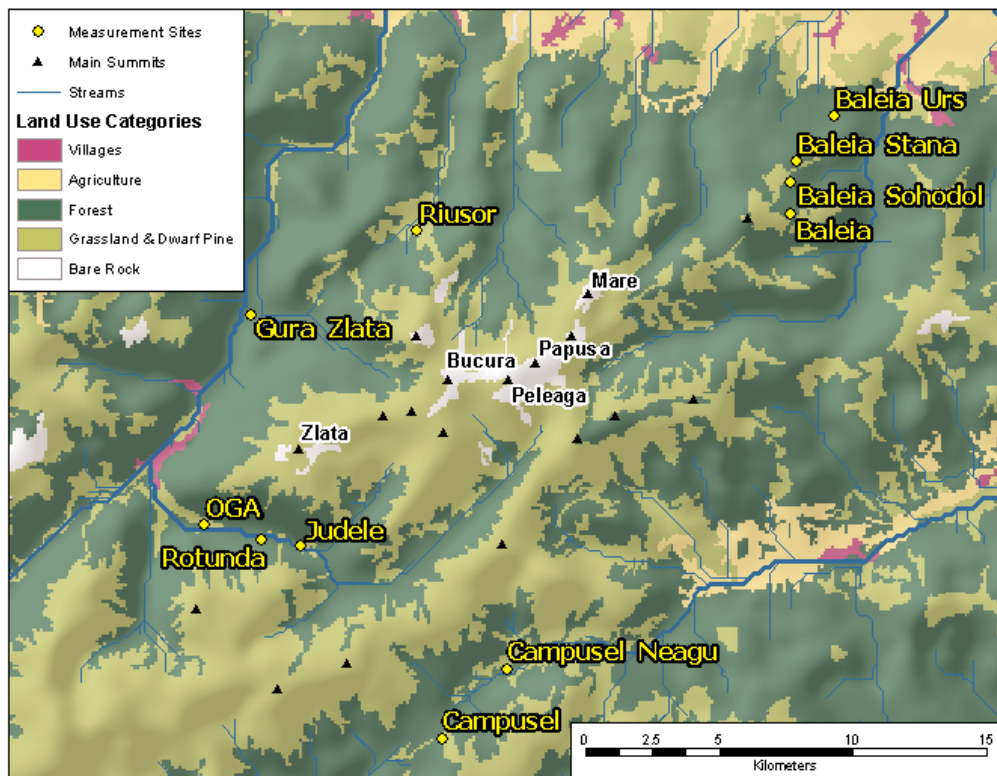 Measurement Sites
Main Summits
Streams
Land Use Categories
Villages
Agriculture
Forest
Grassland & Dwarf Pine
Bare Rock
Baleia Urs
Baleia Stana
Baleia Sohodol
Baleia
Riusor
Mare
Gura Zlata
Papusa
Bucura
Peleaga
Zlata
OGA
Rotunda
Judele
Campusel Neagu
Campusel
0 2.5 5 10 15
Kilometers